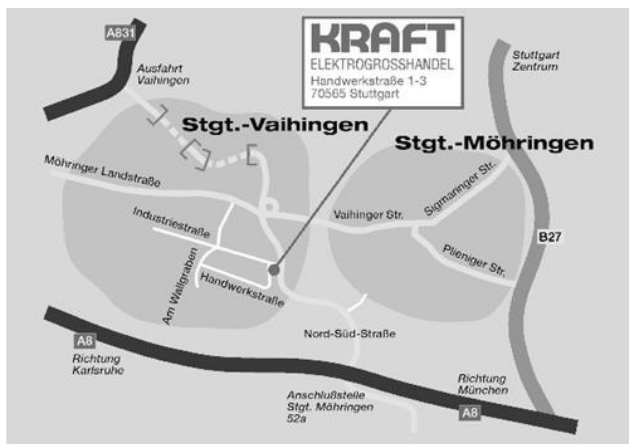 A831
Ausfahrt
Vaihingen
KRAFT
ELEKTROGROSSHANDEL
Handwerkstraße 1-3
70565 Stuttgart
Stuttgart
Zentrum
Stgt.-Vaihingen
Stgt.-Möhringen
Möhringer Landstraße
Sigmaringer Str.
Vaihinger Str.
Industriestraße
Plieniger Str.
B27
Am Wallgraben
Handwerkstraße
Nord-Süd-Straße
A8
Richtung
Karlsruhe
Anschlußstelle
Stgt. Möhringen
52a
Richtung
München
A8